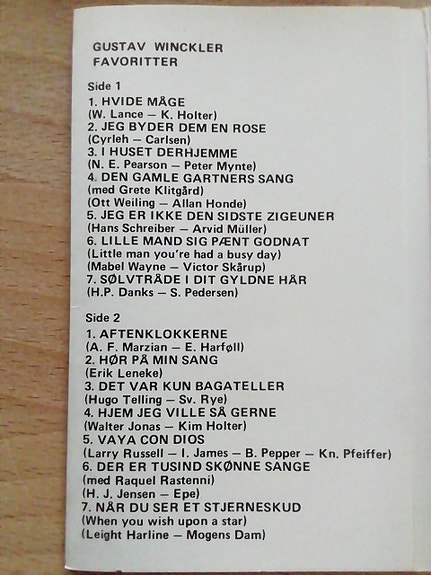 GUSTAV WINCKLER
FAVORITTER
Side 1
1. HVIDE MÅGE
(W. Lance – K. Holter)
2. JEG BYDER DEM EN ROSE
(Cyrleh – Carlsen)
3. I HUSET DERHJEMME
(N. E. Pearson – Peter Mynte)
4. DEN GAMLE GARTNERS SANG
(med Grete Klitgård)
(Ott Weiling – Allan Honde)
5. JEG ER IKKE DEN SIDSTE ZIGEUNER
(Hans Schreiber – Arvid Müller)
6. LILLE MAND SIG PÆNT GODNAT
(Little man you're had a busy day)
(Mabel Wayne – Victor Skårup)
7. SØLVTRÅDE I DIT GYLDNE HÅR
(H.P. Danks – S. Pedersen)
Side 2
1. AFTENKLOKKERNE
(A. F. Marzian – E. Harføll)
2. HØR PÅ MIN SANG
(Erik Leneke)
3. DET VAR KUN BAGATELLER
(Hugo Telling – Sv. Rye)
4. HJEM JEG VILLE SÅ GERNE
(Walter Jonas – Kim Holter)
5. VAYA CON DIOS
(Larry Russell – I. James – B. Pepper – Kn. Pfeiffer)
6. DER ER TUSIND SKØNNE SANGE
(med Raquel Rastenni)
(H. J. Jensen – Epe)
7. NÅR DU SER ET STJERNESKUD
(When you wish upon a star)
(Leight Harline – Mogens Dam)